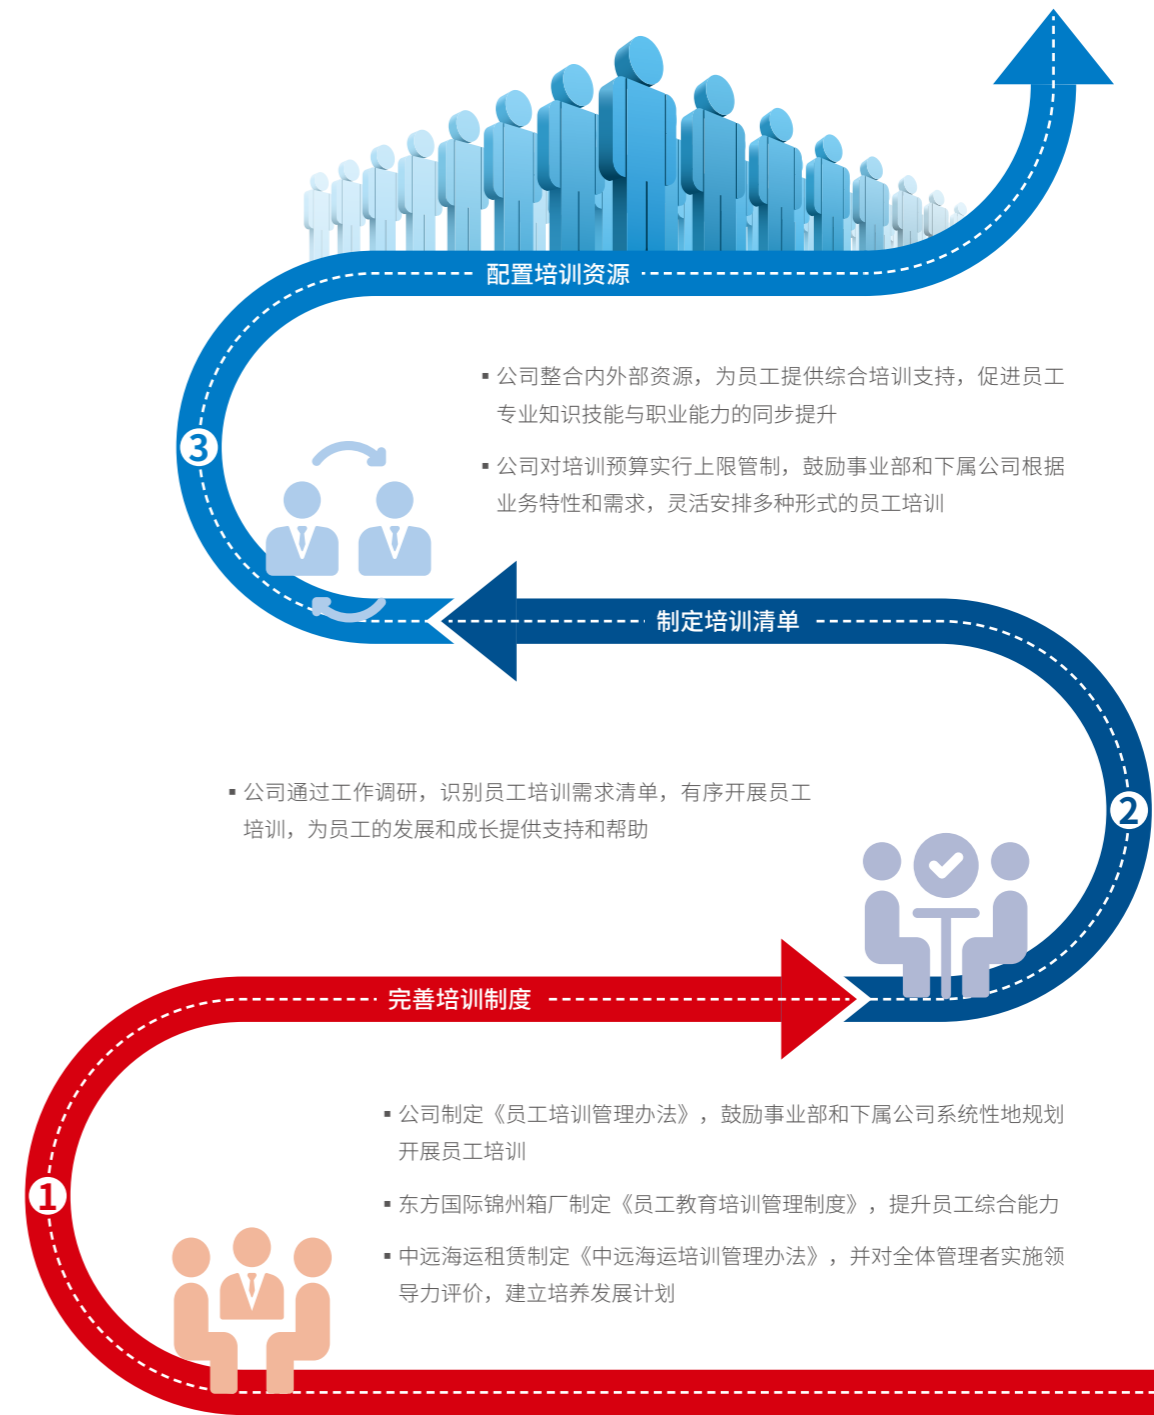 配置培训资源
▪ 公司整合内外部资源，为员工提供综合培训支持，促进员工
专业知识技能与职业能力的同步提升
▪ 公司对培训预算实行上限管制，鼓励事业部和下属公司根据
业务特性和需求，灵活安排多种形式的员工培训
3
制定培训清单
▪ 公司通过工作调研，识别员工培训需求清单，有序开展员工
培训，为员工的发展和成长提供支持和帮助
2
完善培训制度
▪ 公司制定《员工培训管理办法》，鼓励事业部和下属公司系统性地规划
开展员工培训
▪ 东方国际锦州箱厂制定《员工教育培训管理制度》，提升员工综合能力
▪ 中远海运租赁制定《中远海运培训管理办法》，并对全体管理者实施领
导力评价，建立培养发展计划
1